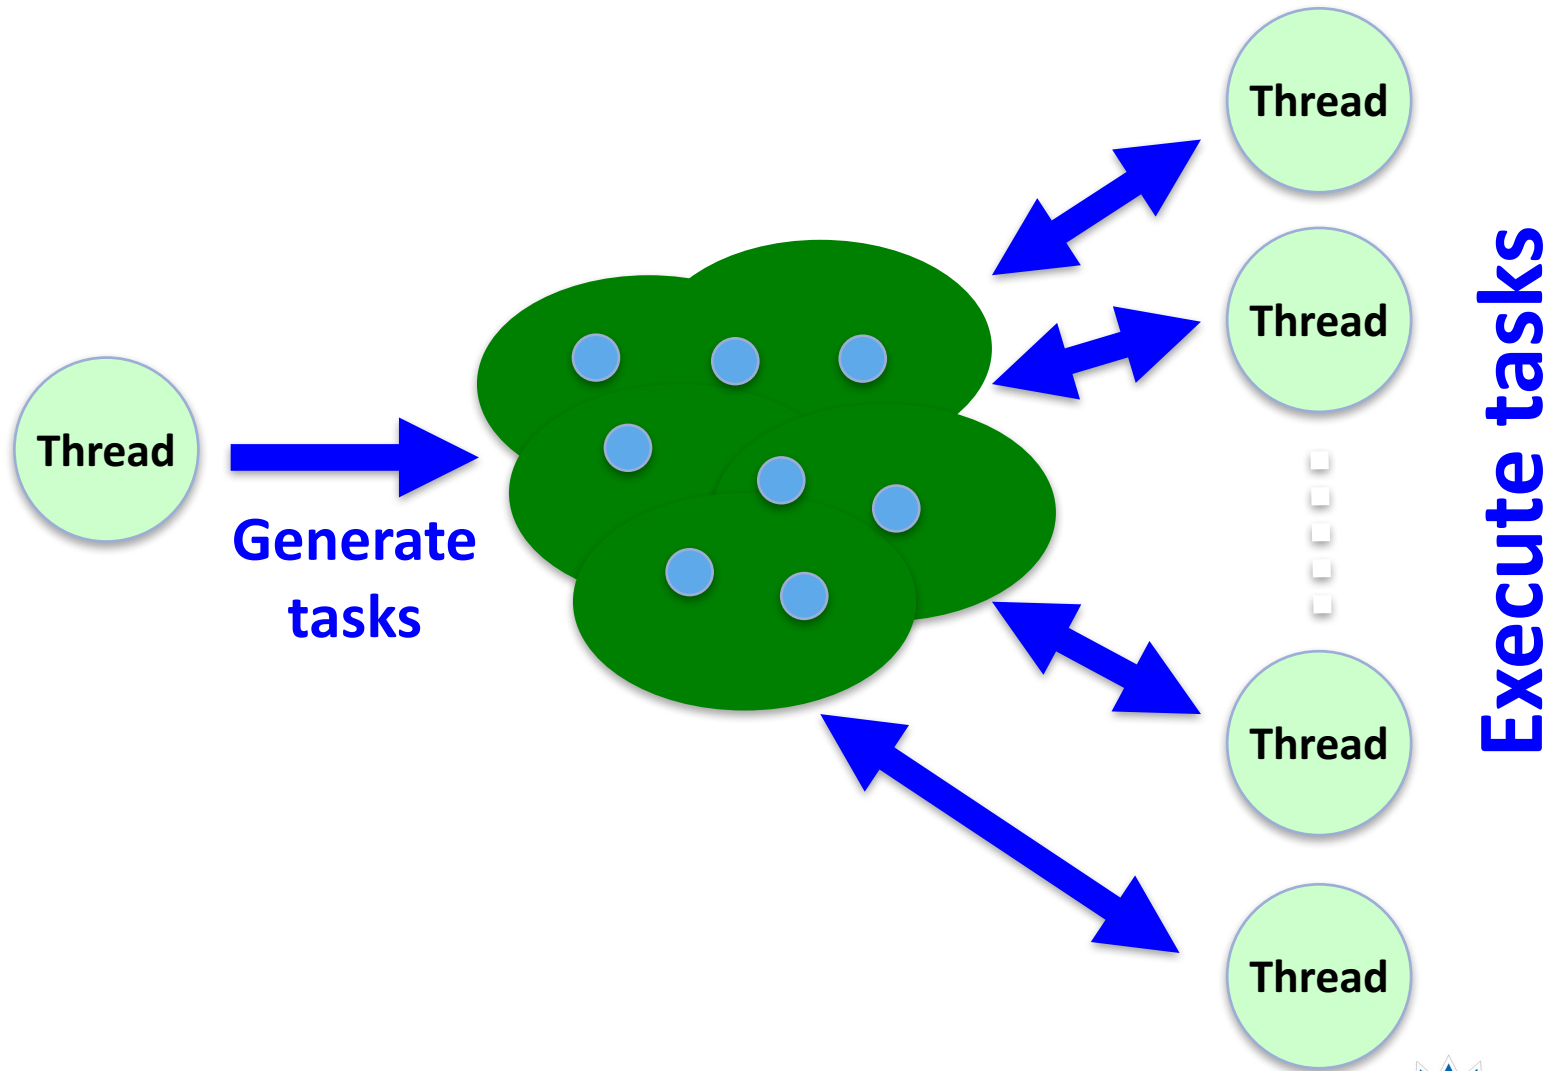 Thread
Thread
Thread
Generate
tasks
Thread
Thread
Execute tasks